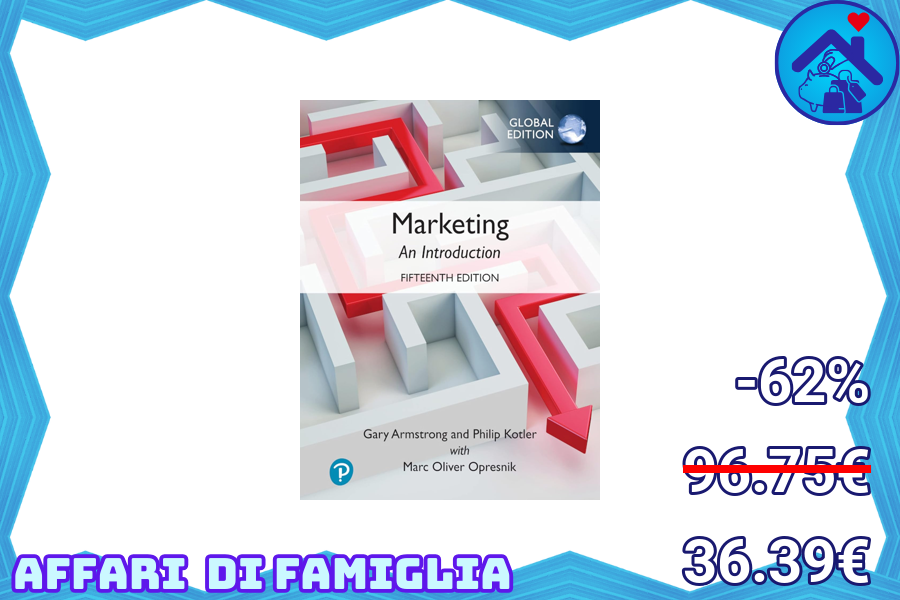 GLOBAL
EDITION
Marketing
An Introduction
FIFTEENTH EDITION
Gary Armstrong and Philip Kotler
with
Marc Oliver Opresnik
P
-62%
96.75€
36.39€
AFFARI DI FAMIGLIA